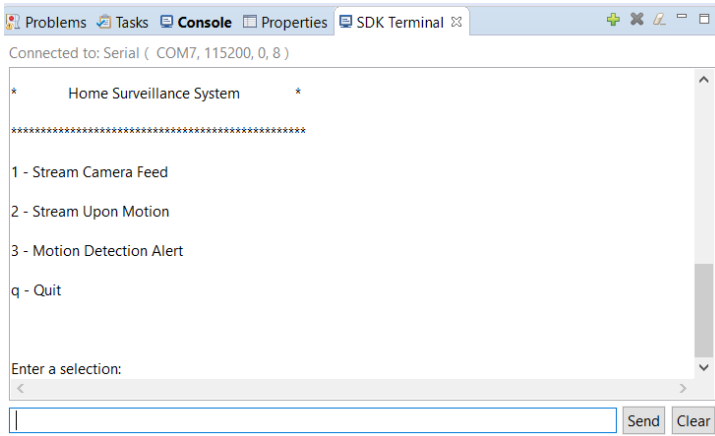 Problems Tasks Console Properties SDK Terminal
Connected to: Serial ( COM7, 115200, 0, 8 )
* Home Surveillance System *
**************************************************
1 - Stream Camera Feed
2 - Stream Upon Motion
3 - Motion Detection Alert
q - Quit
Enter a selection:
Send Clear